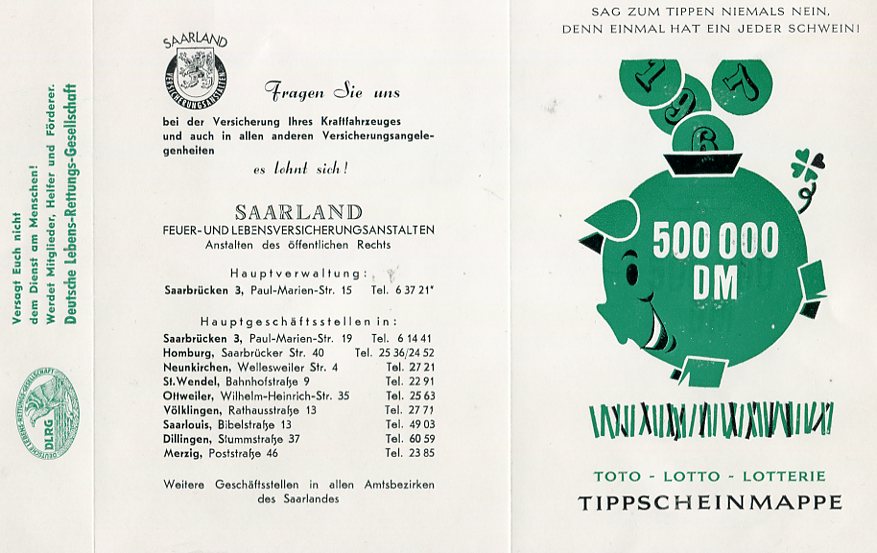 Versagt Euch nicht
dem Dienst am Menschen!
Werdet Mitglieder, Helfer und Förderer.
Deutsche Lebens-Rettungs-Gesellschaft
DEUTSCHE LEBENS-RETTUNGS-GESELLSCHAFT
DLRG
SAARLAND
VERSICHERUNGSANSTALTEN
Fragen Sie uns
bei der Versicherung Ihres Kraftfahrzeuges
und auch in allen anderen Versicherungsangele-
genheiten
es lohnt sich!
SAARLAND
FEUER-UND LEBENSVERSICHERUNGSANSTALTEN
Anstalten des öffentlichen Rechts
Hauptverwaltung:
Saarbrücken 3, Paul-Marien-Str. 15 Tel. 6 37 21*
Hauptgeschäftsstellen in:
Saarbrücken 3, Paul-Marien-Str. 19 Tel. 6 14 41
Homburg, Saarbrücker Str. 40 Tel. 25 36/24 52
Neunkirchen, Wellesweiler Str. 4 Tel. 27 21
St. Wendel, Bahnhofstraße 9 Tel. 22 91
Ottweiler, Wilhelm-Heinrich-Str. 35 Tel. 25 63
Völklingen, Rathausstraße 13 Tel. 27 71
Saarlouis, Bibelstraße 13 Tel. 49 03
Dillingen, Stummstraße 37 Tel. 60 59
Merzig, Poststraße 46 Tel. 23 85
Weitere Geschäftsstellen in allen Amtsbezirken
des Saarlandes
SAG ZUM TIPPEN NIEMALS NEIN,
DENN EINMAL HAT EIN JEDER SCHWEIN!
1
7
9
6
500 000
DM
TOTO - LOTTO - LOTTERIE
TIPPSCHEINMAPPE